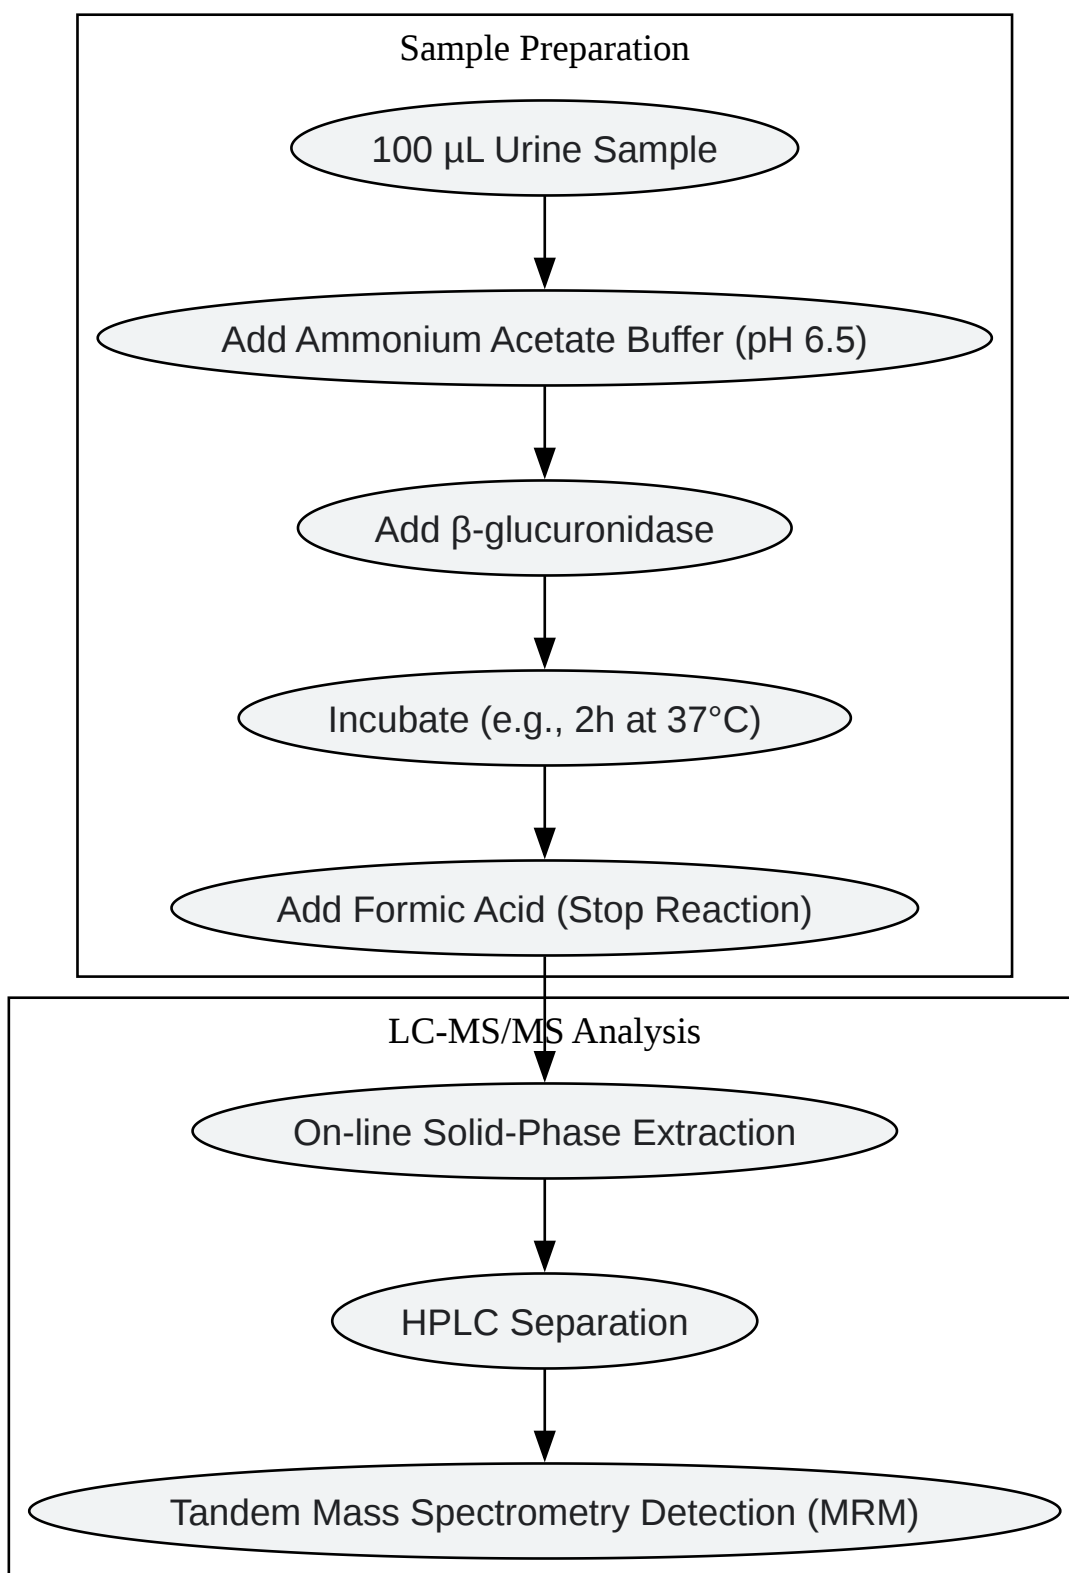 Sample Preparation
100 µL Urine Sample
Add Ammonium Acetate Buffer (pH 6.5)
Add β-glucuronidase
Incubate (e.g., 2h at 37°C)
Add Formic Acid (Stop Reaction)
LC-MS/MS Analysis
On-line Solid-Phase Extraction
HPLC Separation
Tandem Mass Spectrometry Detection (MRM)